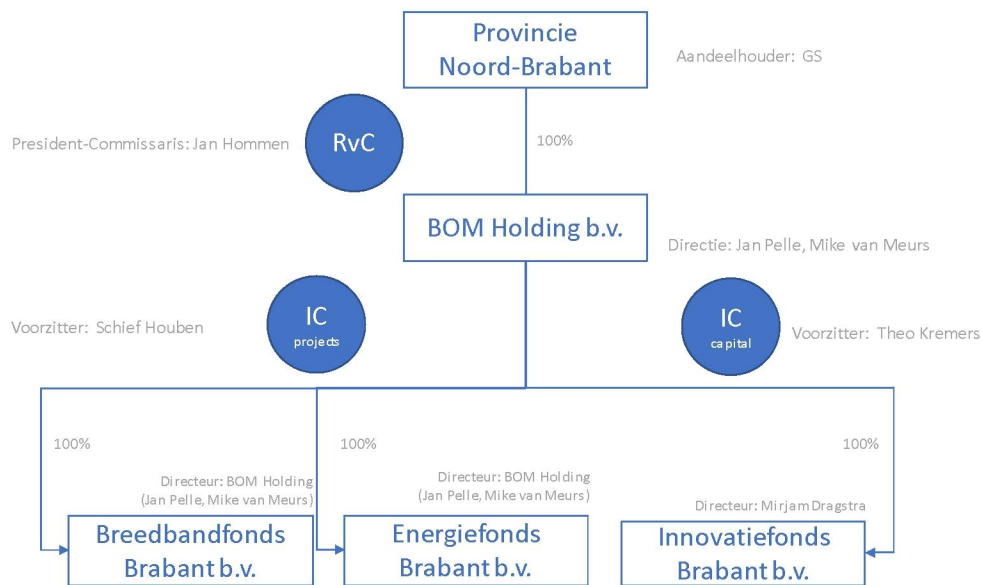 Provincie
Noord-Brabant
Aandeelhouder: GS
President-Commissaris: Jan Hommen
RvC
100%
BOM Holding b.v.
Directie: Jan Pelle, Mike van Meurs
Voorzitter: Schief Houben
IC
projects
IC
capital
Voorzitter: Theo Kremers
100%
100%
100%
Directeur: BOM Holding
(Jan Pelle, Mike van Meurs)
Directeur: BOM Holding
(Jan Pelle, Mike van Meurs)
Directeur: Mirjam Dragstra
Breedbandfonds
Brabant b.v.
Energiefonds
Brabant b.v.
Innovatiefonds
Brabant b.v.